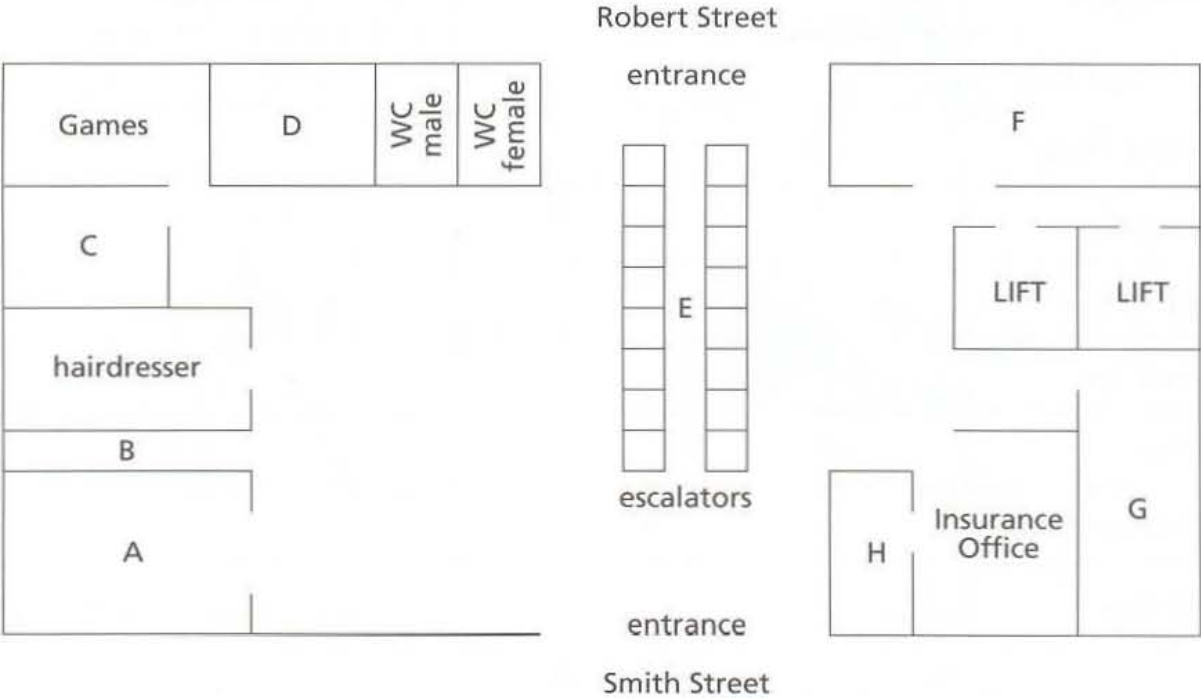 Robert Street
entrance
Games
D
WC
male
WC
female
F
C
E
LIFT
LIFT
hairdresser
B
escalators
A
H
Insurance
Office
G
entrance
Smith Street